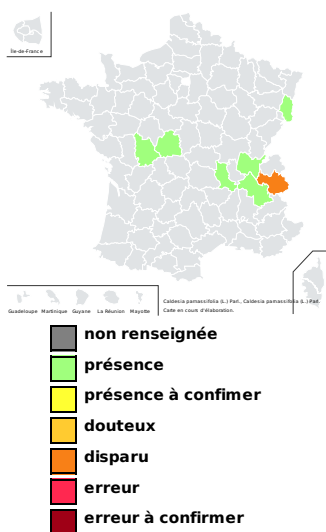 Île-de-France
Caldesia parnassifolia (L.) Parl., Caldesia parnassifolia (L.) Parl.
Carte en cours d'élaboration.
Guadeloupe Martinique Guyane La Réunion Mayotte
non renseignée
présence
présence à confimer
douteux
disparu
erreur
erreur à confirmer